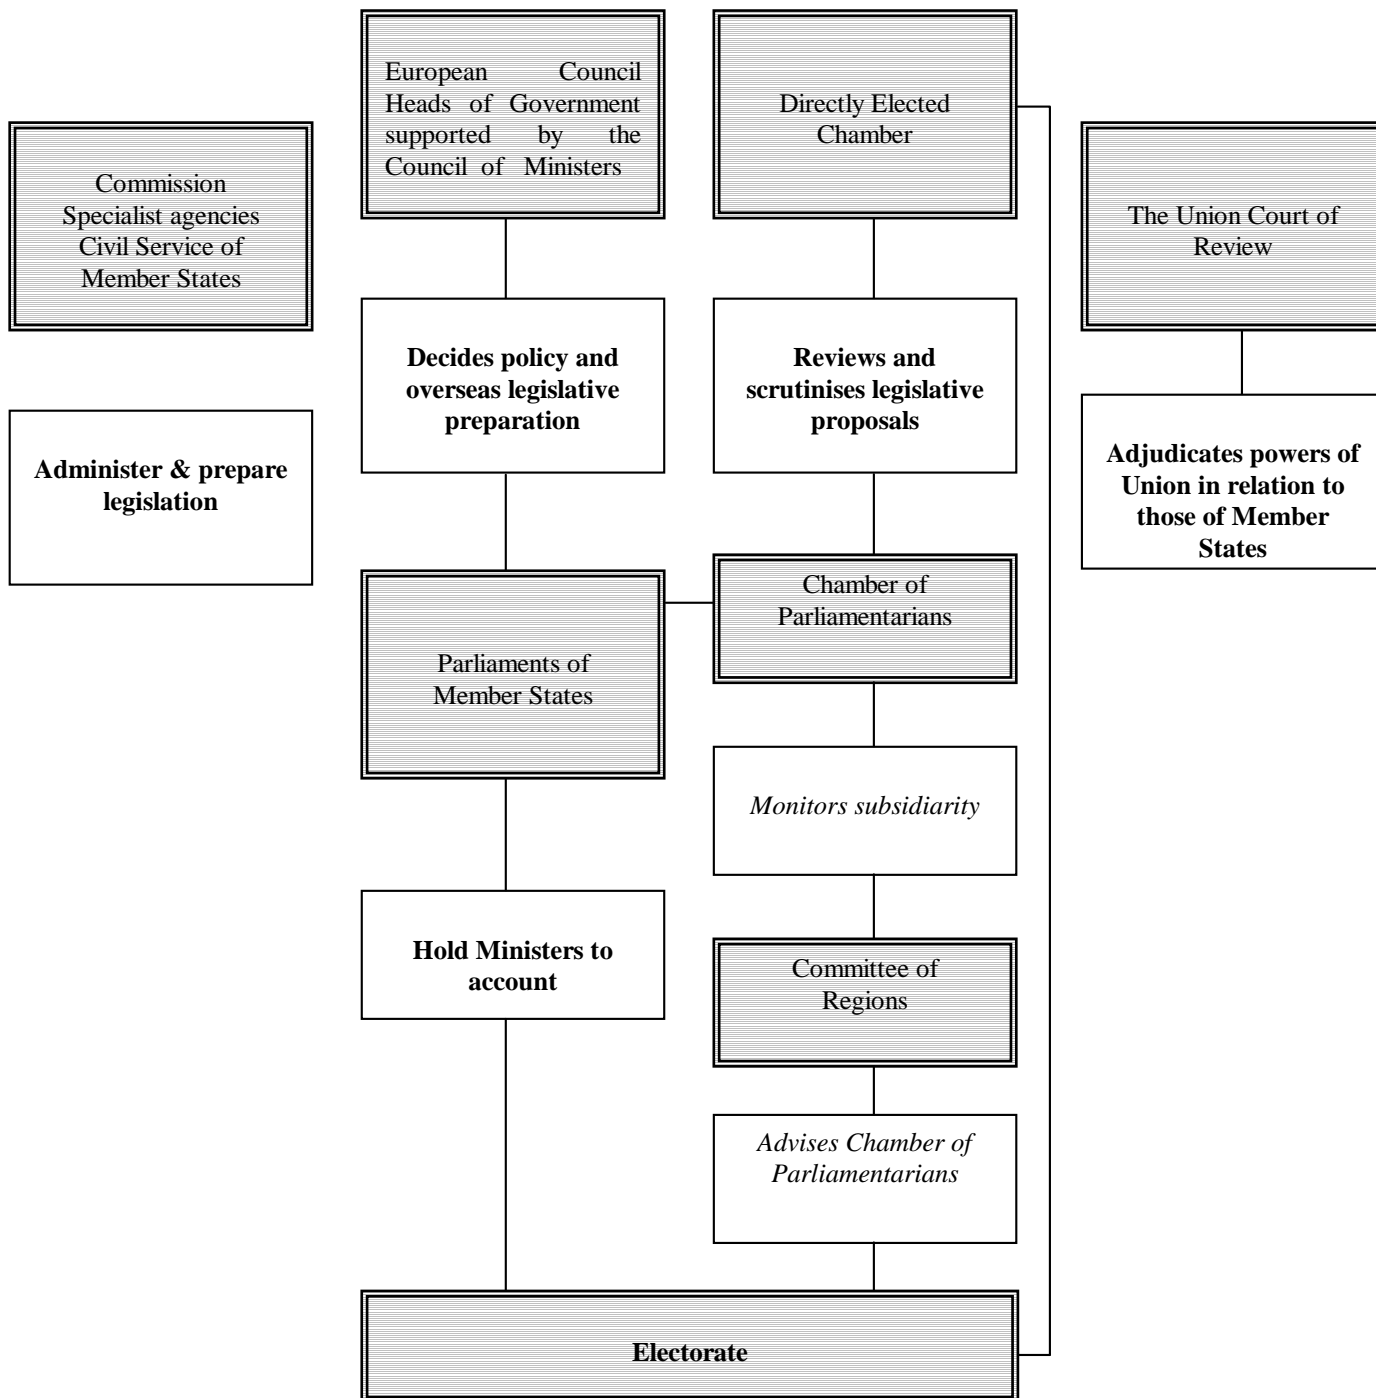 European Council
Heads of Government
supported by the
Council of Ministers
Directly Elected
Chamber
Commission
Specialist agencies
Civil Service of
Member States
The Union Court of
Review
Decides policy and
overseas legislative
preparation
Reviews and
scrutinises legislative
proposals
Administer & prepare
legislation
Adjudicates powers of
Union in relation to
those of Member
States
Parliaments of
Member States
Chamber of
Parliamentarians
Monitors subsidiarity
Hold Ministers to
account
Committee of
Regions
Advises Chamber of
Parliamentarians
Electorate